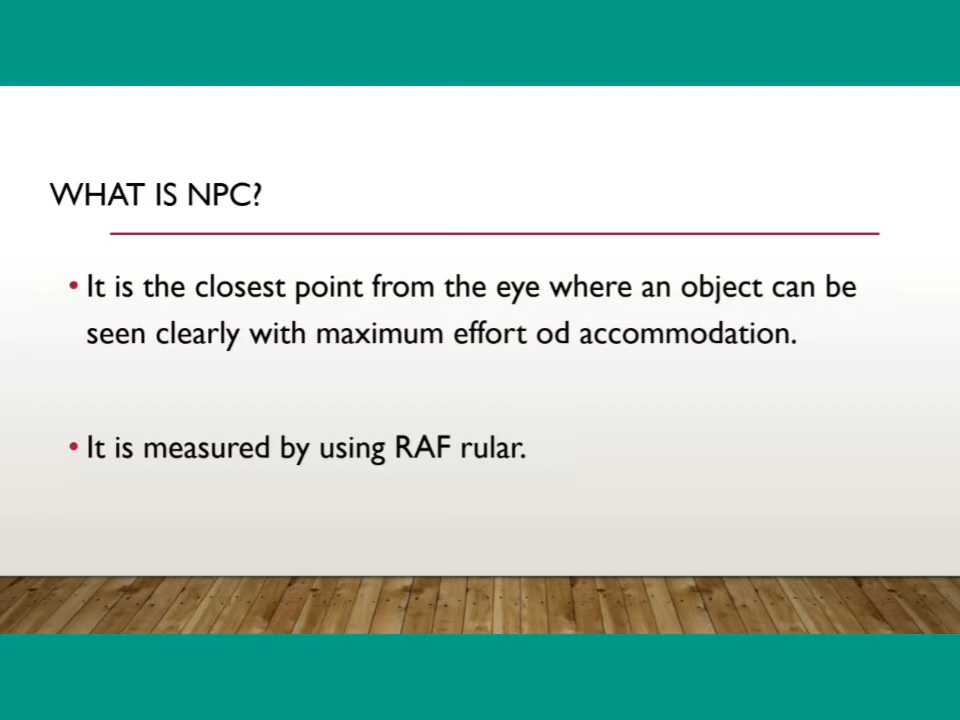 WHAT IS NPC?
• It is the closest point from the eye where an object can be
seen clearly with maximum effort od accommodation.
• It is measured by using RAF rular.